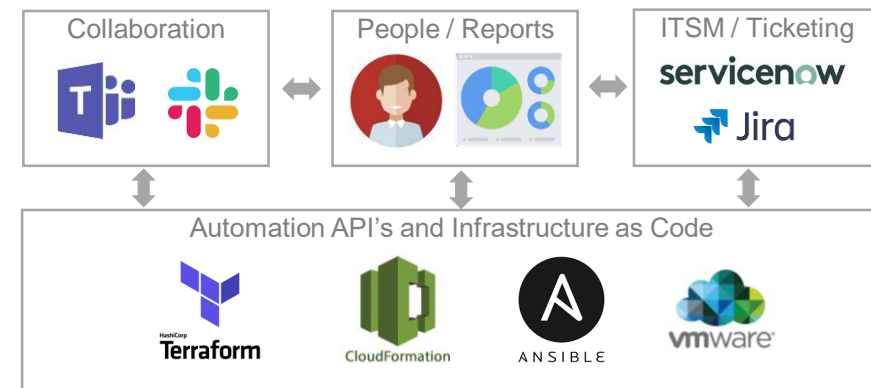 Collaboration
People / Reports
ITSM / Ticketing
T
servicenow
Jira
Automation API's and Infrastructure as Code
HashiCorp
Terraform
CloudFormation
A
ANSIBLE
vmware